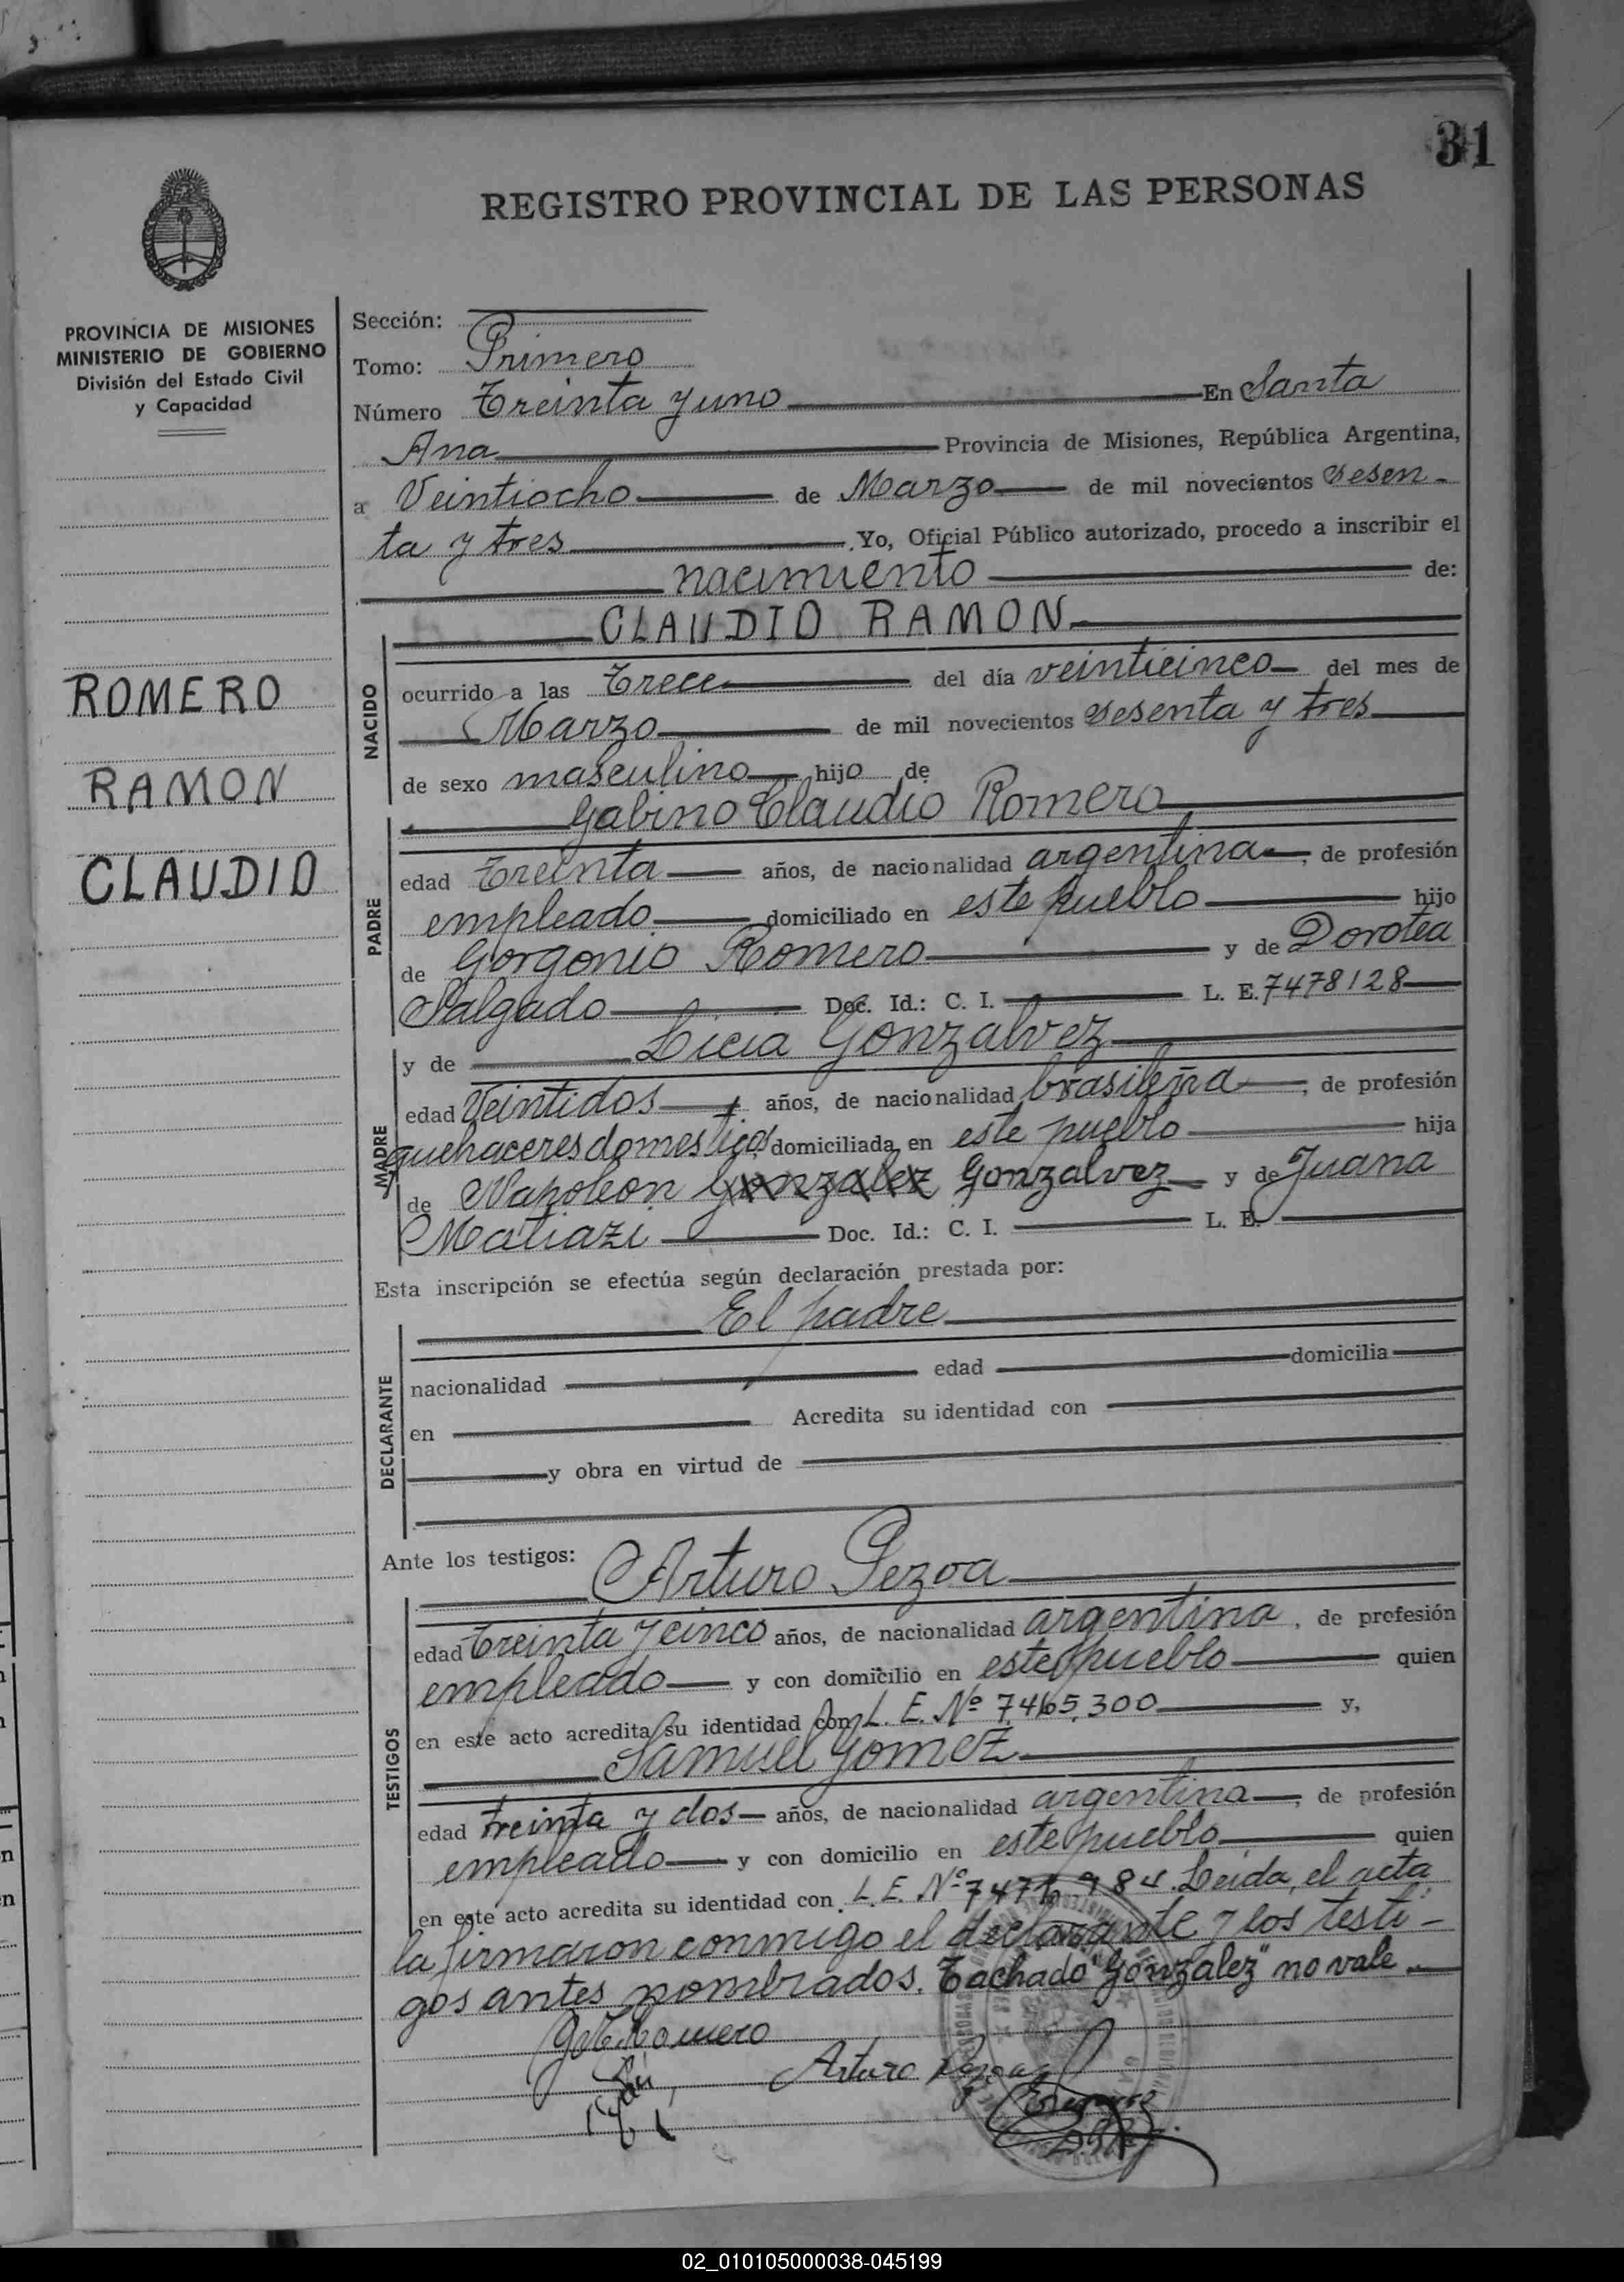 31
REGISTRO PROVINCIAL DE LAS PERSONAS
PROVINCIA DE MISIONES
MINISTERIO DE GOBIERNO
División del Estado Civil
y Capacidad
ROMERO
RAMON
CLAUDIO
Sección:
Tomo: Primero
Número Treinta y uno En Santa
Ana Provincia de Misiones, República Argentina,
a Veintiocho de Marzo de mil novecientos sesen-
ta y tres Yo, Oficial Público autorizado, procedo a inscribir el
nacimiento de:
CLAUDIO RAMON
NACIDO
ocurrido a las Trece del día veinticinco del mes de
Marzo de mil novecientos sesenta y tres
de sexo masculino hijo de
PADRE
Gabino Claudio Romero
edad Treinta años, de nacionalidad argentina, de profesión
empleado domiciliado en este pueblo hijo
de Gorgonio Romero y de Dorotea
Salgado Doc. Id.: C. I. L. E. 7478128
MADRE
y de Licia Gonzalvez
edad Veintidos, años, de nacionalidad brasileña, de profesión
quehaceres domesticos domiciliada en este pueblo hija
de Napoleon Gonzalez Gonzalvez y de Juana
Matiazi Doc. Id.: C. I. L. E.
Esta inscripción se efectúa según declaración prestada por:
El padre
DECLARANTE
nacionalidad edad domicilia
en Acredita su identidad con
y obra en virtud de
Ante los testigos:
Arturo Pezoa
TESTIGOS
edad Treinta y cinco años, de nacionalidad argentina, de profesión
empleado y con domicilio en este pueblo quien
en este acto acredita su identidad con L. E. Nº 7.465.300 y,
Samuel Gomez
edad treinta y dos años, de nacionalidad argentina, de profesión
empleado y con domicilio en este pueblo quien
en este acto acredita su identidad con L. E. Nº Leida, el acta
la firmaron conmigo el declarante y los testi-
gos antes nombrados. Tachado "Gonzalez" no vale
Romero
Arturo Pezoa
02_010105000038-045199